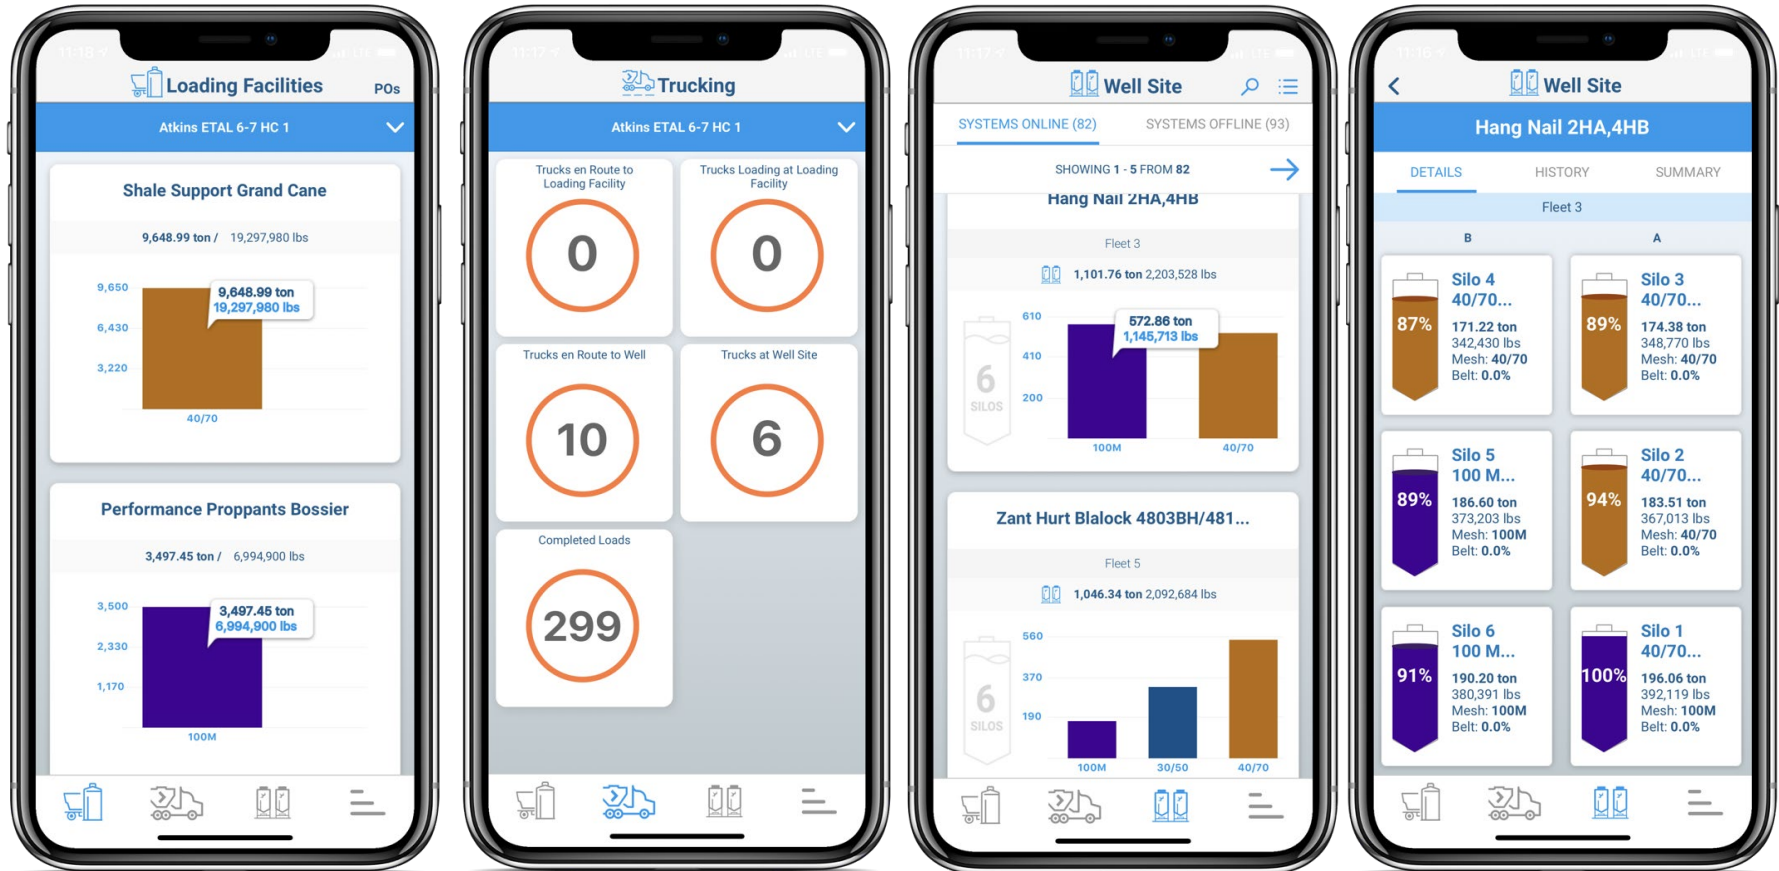 11:18
Loading Facilities
POs
Atkins ETAL 6-7 HC 1
Shale Support Grand Cane
9,648.99 ton / 19,297,980 lbs
9,650
9,648.99 ton
19,297,980 lbs
6,430
3,220
40/70
Performance Proppants Bossier
3,497.45 ton / 6,994,900 lbs
3,500
3,497.45 ton
6,994,900 lbs
2,330
1,170
100M
11:17
LTE
Trucking
Atkins ETAL 6-7 HC 1
Trucks en Route to
Loading Facility
0
Trucks Loading at Loading
Facility
0
Trucks en Route to Well
10
Trucks at Well Site
6
Completed Loads
299
11:17
LTE
Well Site
SYSTEMS ONLINE (82)
SYSTEMS OFFLINE (93)
SHOWING 1 - 5 FROM 82
Hang Nail 2HA,4HB
Fleet 3
1,101.76 ton 2,203,528 lbs
6
SILOS
610
572.86 ton
1,145,713 lbs
410
200
100M
40/70
Zant Hurt Blalock 4803BH/481...
Fleet 5
1,046.34 ton 2,092,684 lbs
6
SILOS
560
370
190
100M
30/50
40/70
11:16
LTE
Well Site
Hang Nail 2HA,4HB
DETAILS
HISTORY
SUMMARY
Fleet 3
B
A
87%
Silo 4
40/70...
171.22 ton
342,430 lbs
Mesh: 40/70
Belt: 0.0%
89%
Silo 3
40/70...
174.38 ton
348,770 lbs
Mesh: 40/70
Belt: 0.0%
89%
Silo 5
100 M...
186.60 ton
373,203 lbs
Mesh: 100M
Belt: 0.0%
94%
Silo 2
40/70...
183.51 ton
367,013 lbs
Mesh: 40/70
Belt: 0.0%
91%
Silo 6
100 M...
190.20 ton
380,391 lbs
Mesh: 100M
Belt: 0.0%
100%
Silo 1
40/70...
196.06 ton
392,119 lbs
Mesh: 100M
Belt: 0.0%